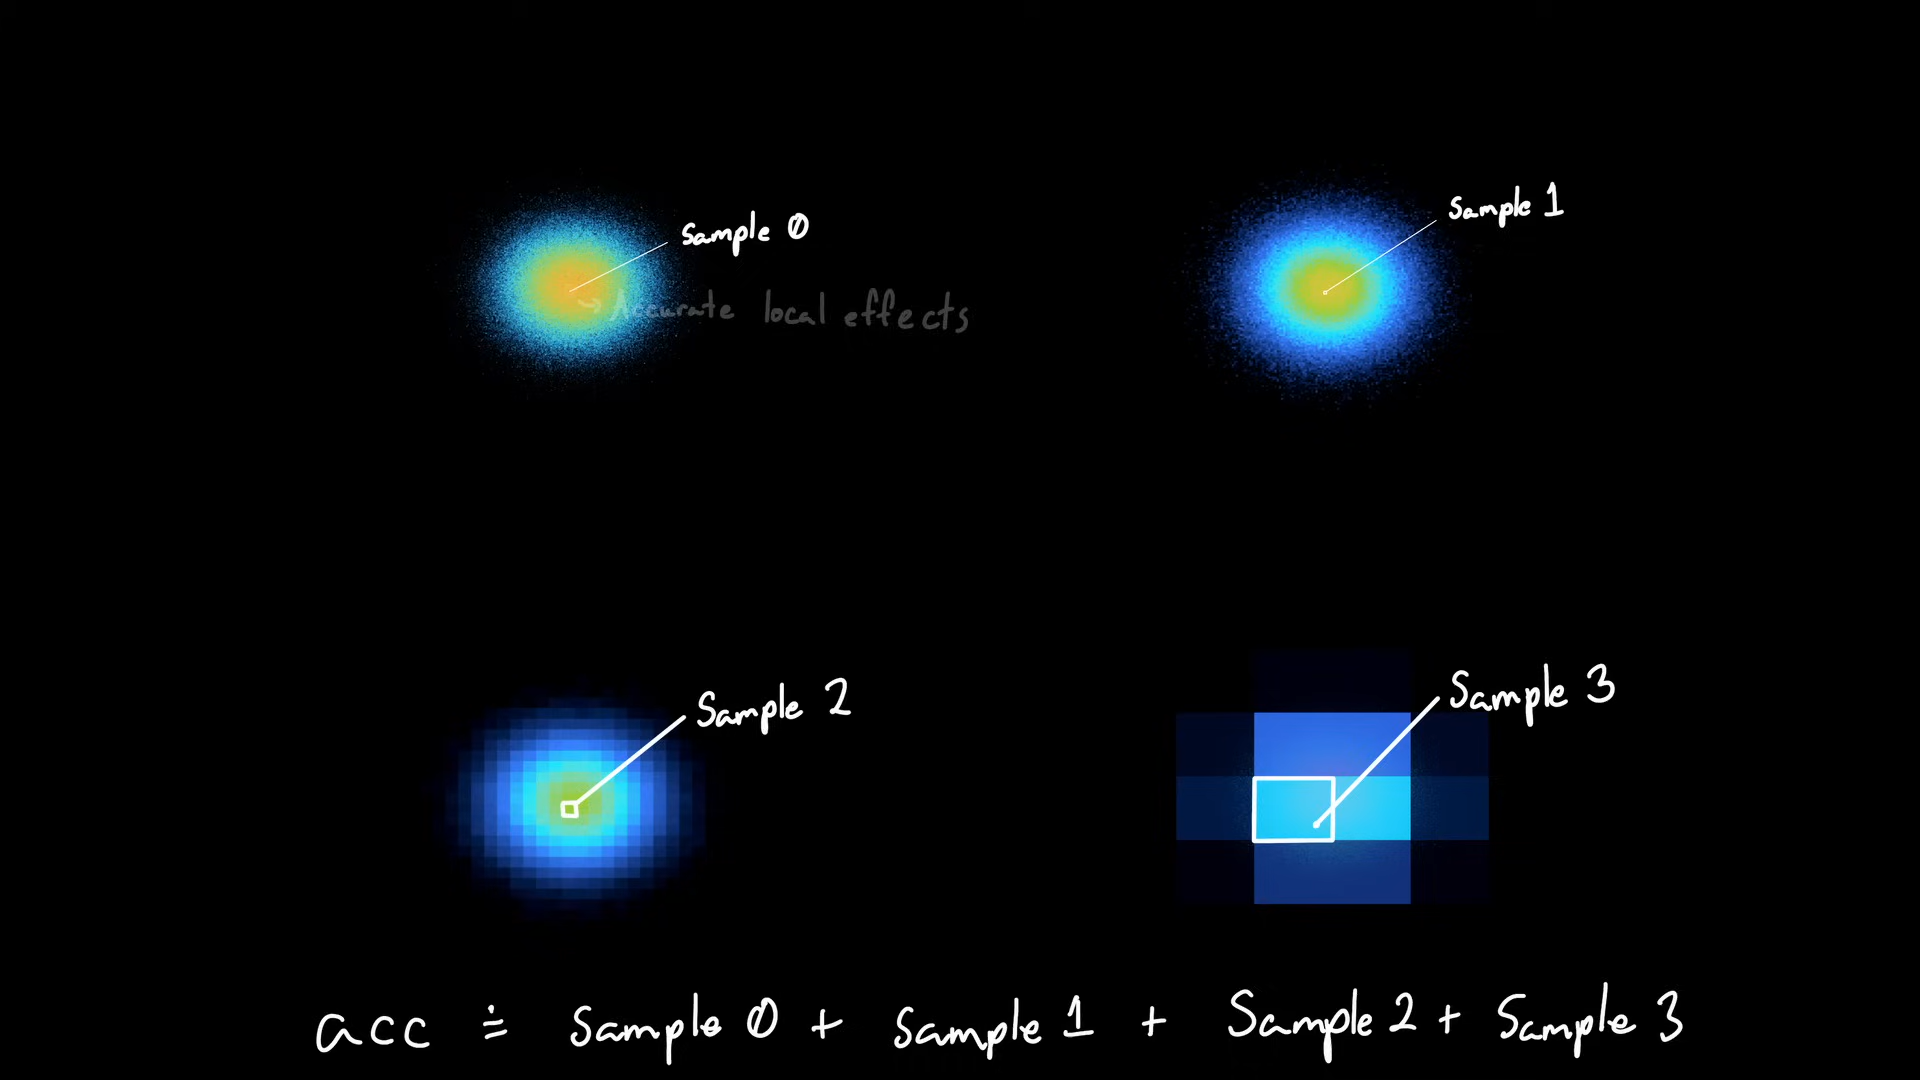 Sample 0
Sample 1
↝ Accurate local effects
Sample 2
Sample 3
acc ≐ Sample 0 + Sample 1 + Sample 2 + Sample 3